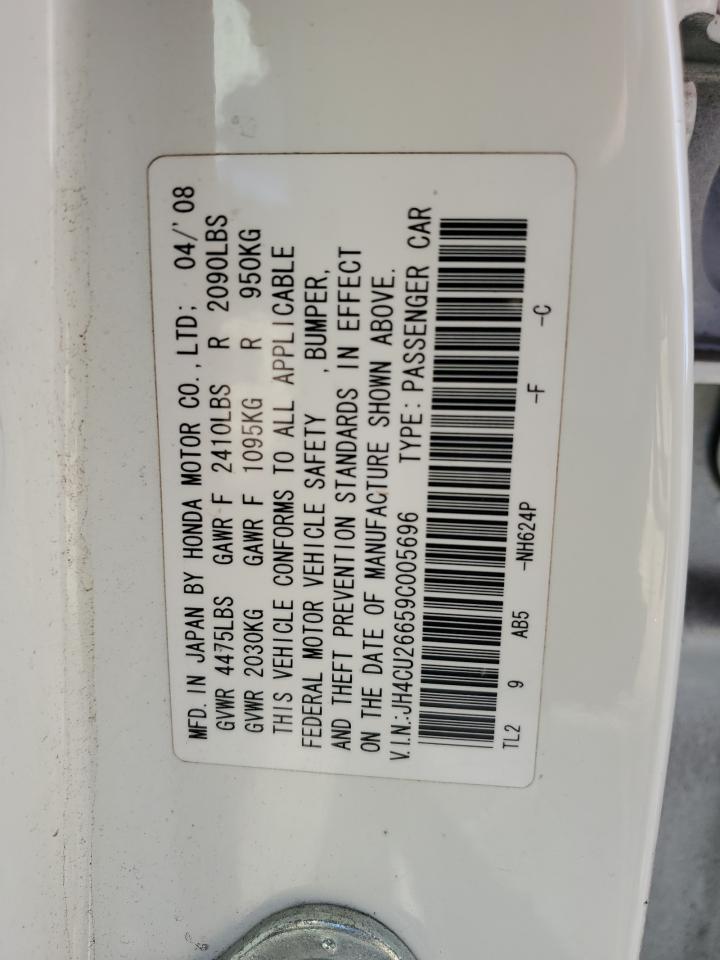 MFD. IN JAPAN BY HONDA MOTOR CO., LTD; 04/'08
GVWR 4475LBS GAWR F 2410LBS R 2090LBS
GVWR 2030KG GAWR F 1095KG R 950KG
THIS VEHICLE CONFORMS TO ALL APPLICABLE
FEDERAL MOTOR VEHICLE SAFETY , BUMPER,
AND THEFT PREVENTION STANDARDS IN EFFECT
ON THE DATE OF MANUFACTURE SHOWN ABOVE.
V.I.N.:JH4CU26659C005696 TYPE: PASSENGER CAR
TL2 9 AB5 -NH624P -F -C